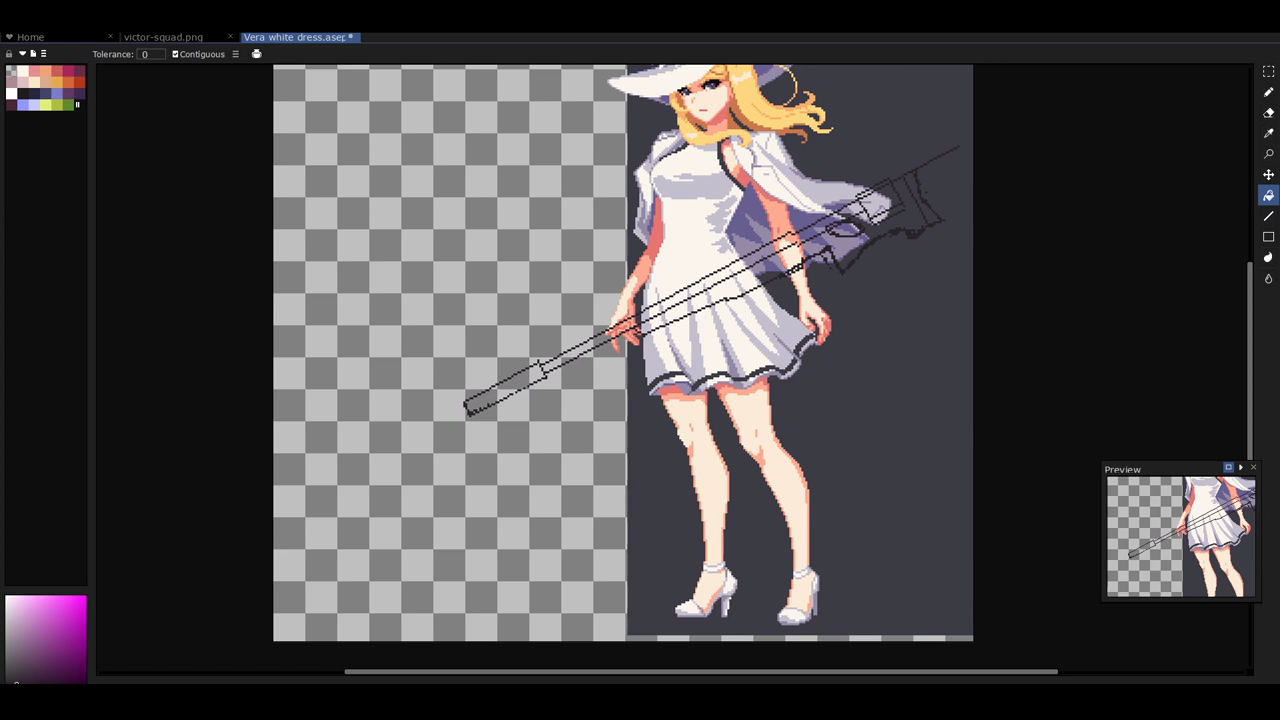 Home
victor-squad.png
Vera white dress.asep
Tolerance: 0
Contiguous
Preview